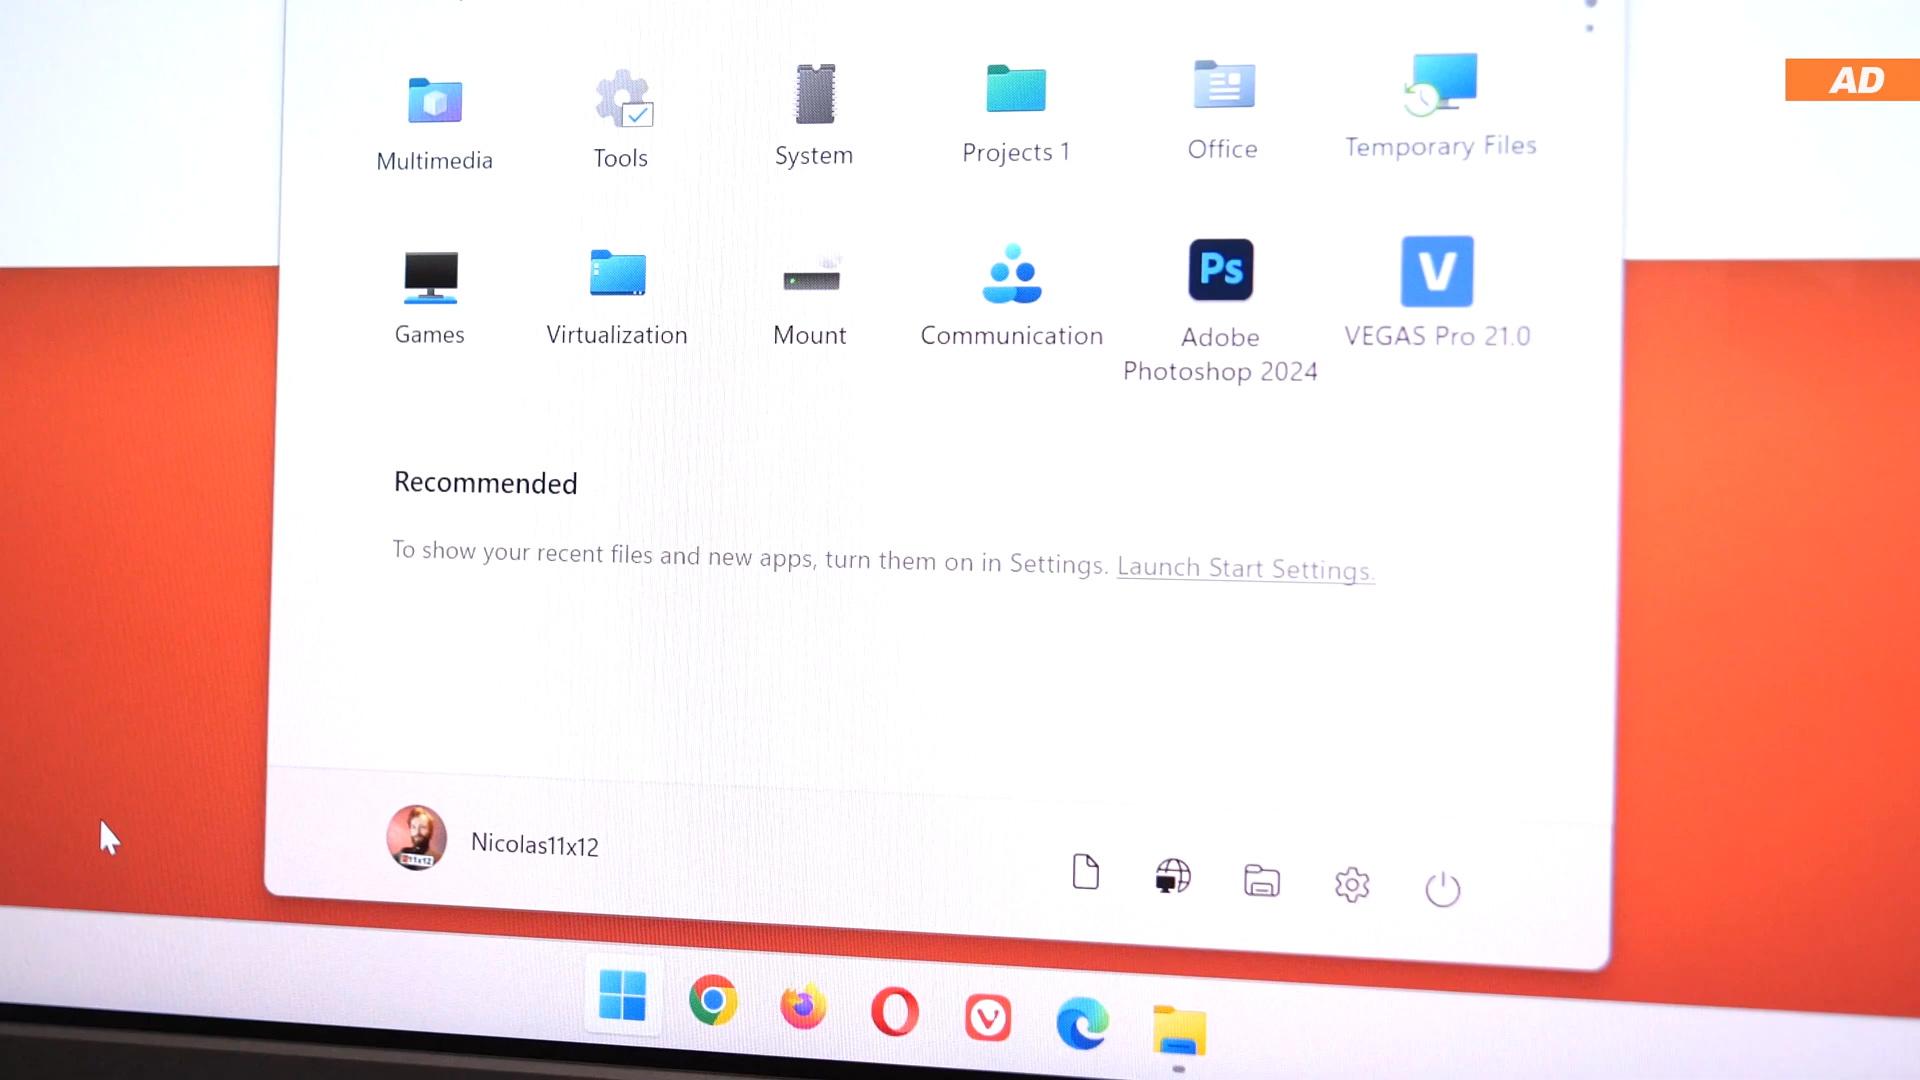 AD
Multimedia
Tools
System
Projects 1
Office
Temporary Files
Games
Virtualization
Mount
Communication
Ps
Adobe
Photoshop 2024
V
VEGAS Pro 21.0
Recommended
To show your recent files and new apps, turn them on in Settings. Launch Start Settings.
11x12
Nicolas11x12